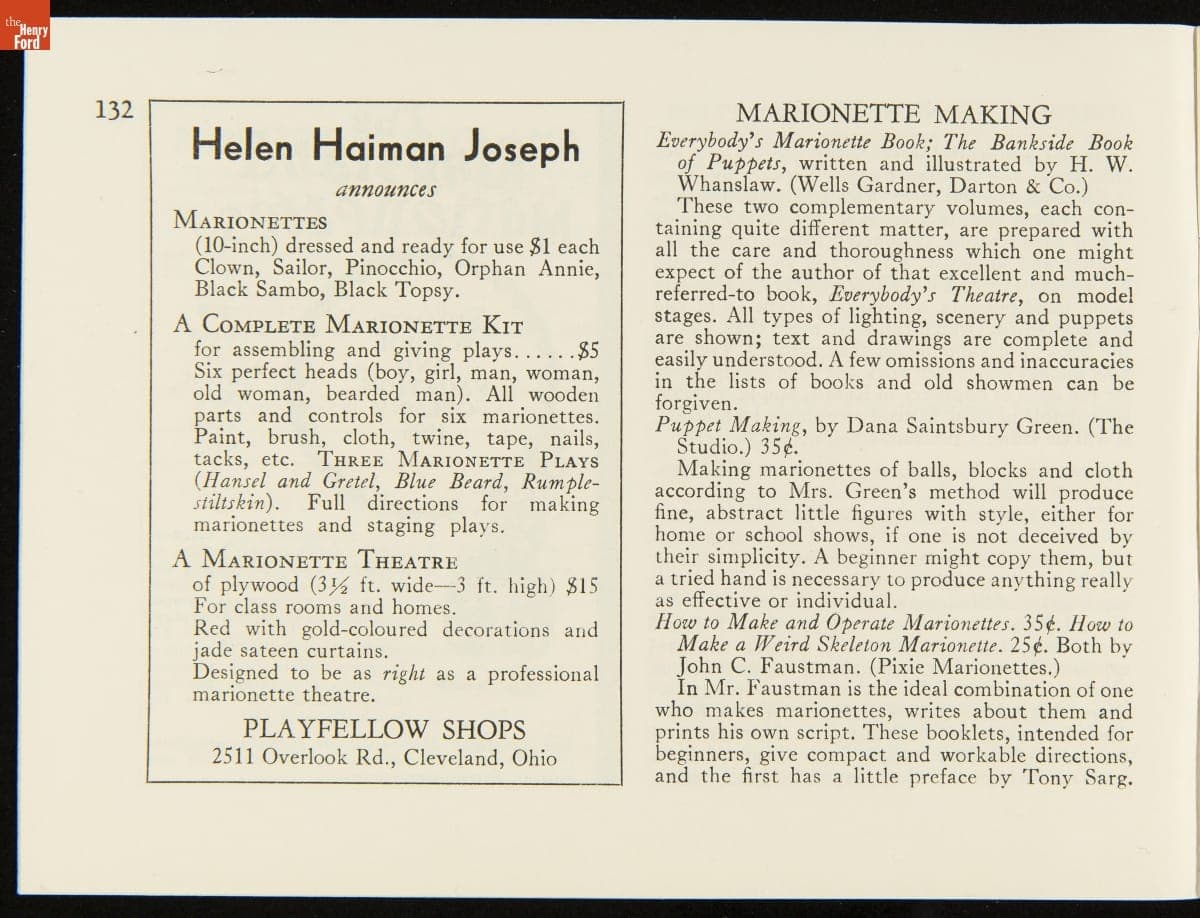 the
Henry
Ford
132
Helen Haiman Joseph
announces
MARIONETTES
(10-inch) dressed and ready for use $1 each
Clown, Sailor, Pinocchio, Orphan Annie,
Black Sambo, Black Topsy.
A COMPLETE MARIONETTE KIT
for assembling and giving plays......$5
Six perfect heads (boy, girl, man, woman,
old woman, bearded man). All wooden
parts and controls for six marionettes.
Paint, brush, cloth, twine, tape, nails,
tacks, etc. THREE MARIONETTE PLAYS
(Hansel and Gretel, Blue Beard, Rumple-
stiltskin). Full directions for making
marionettes and staging plays.
A MARIONETTE THEATRE
of plywood (3½ ft. wide—3 ft. high) $15
For class rooms and homes.
Red with gold-coloured decorations and
jade sateen curtains.
Designed to be as right as a professional
marionette theatre.
PLAYFELLOW SHOPS
2511 Overlook Rd., Cleveland, Ohio
MARIONETTE MAKING
Everybody's Marionette Book; The Bankside Book
of Puppets, written and illustrated by H. W.
Whanslaw. (Wells Gardner, Darton & Co.)
These two complementary volumes, each con-
taining quite different matter, are prepared with
all the care and thoroughness which one might
expect of the author of that excellent and much-
referred-to book, Everybody's Theatre, on model
stages. All types of lighting, scenery and puppets
are shown; text and drawings are complete and
easily understood. A few omissions and inaccuracies
in the lists of books and old showmen can be
forgiven.
Puppet Making, by Dana Saintsbury Green. (The
Studio.) 35¢.
Making marionettes of balls, blocks and cloth
according to Mrs. Green's method will produce
fine, abstract little figures with style, either for
home or school shows, if one is not deceived by
their simplicity. A beginner might copy them, but
a tried hand is necessary to produce anything really
as effective or individual.
How to Make and Operate Marionettes. 35¢. How to
Make a Weird Skeleton Marionette. 25¢. Both by
John C. Faustman. (Pixie Marionettes.)
In Mr. Faustman is the ideal combination of one
who makes marionettes, writes about them and
prints his own script. These booklets, intended for
beginners, give compact and workable directions,
and the first has a little preface by Tony Sarg.